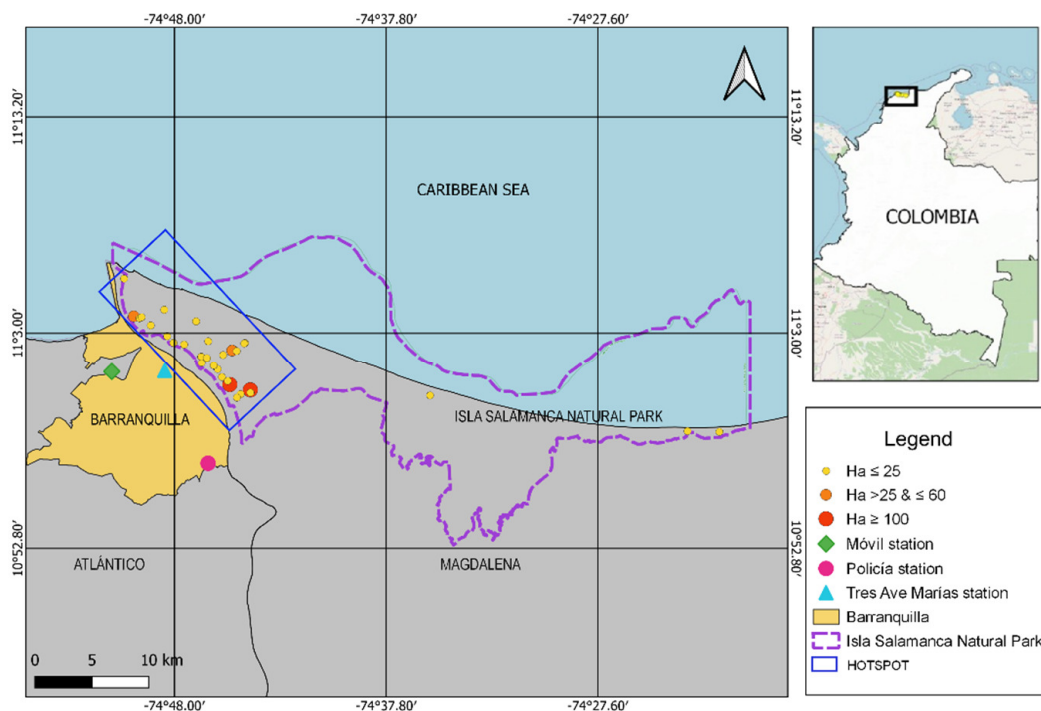 -74°48.00′ -74°37.80′ -74°27.60′
11°13.20′ 11°13.20′
CARIBBEAN SEA
COLOMBIA
11°3.00′ 11°3.00′
BARRANQUILLA
ISLA SALAMANCA NATURAL PARK
10°52.80′ 10°52.80′
ATLÁNTICO
MAGDALENA
0 5 10 km
-74°48.00′ -74°37.80′ -74°27.60′
Legend
Ha ≤ 25
Ha >25 & ≤ 60
Ha ≥ 100
Móvil station
Policía station
Tres Ave Marías station
Barranquilla
Isla Salamanca Natural Park
HOTSPOT